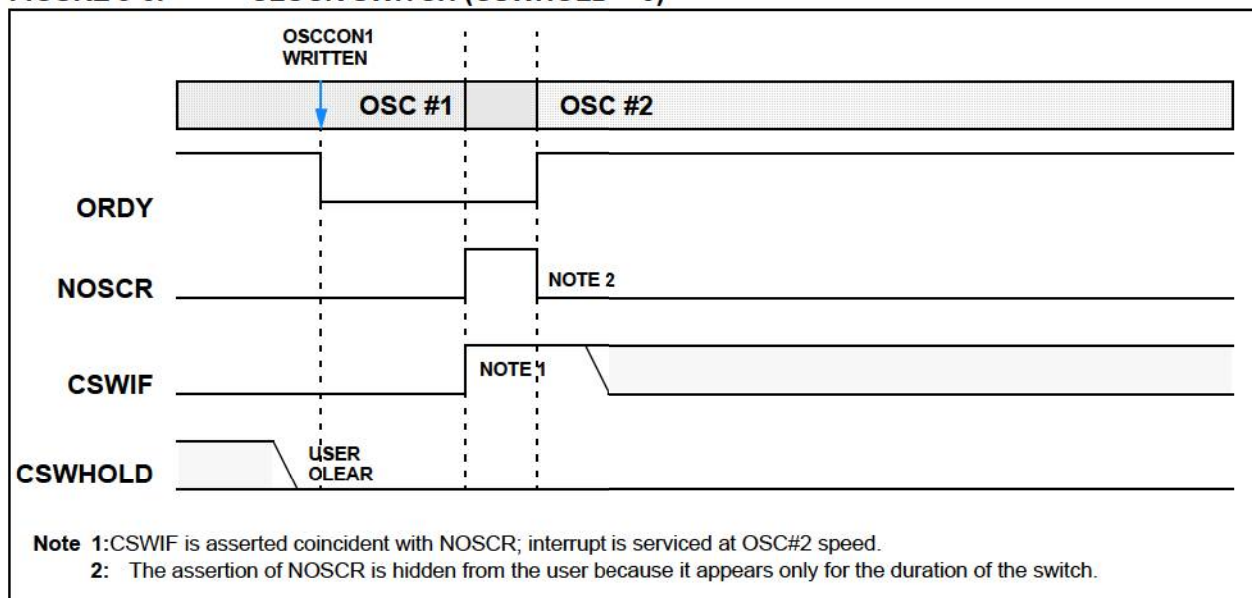 OSCCON1
WRITTEN
OSC #1
OSC #2
ORDY
NOSCR
NOTE 2
CSWIF
NOTE 1
CSWHOLD
USER
OLEAR
Note 1:CSWIF is asserted coincident with NOSCR; interrupt is serviced at OSC#2 speed.
2: The assertion of NOSCR is hidden from the user because it appears only for the duration of the switch.